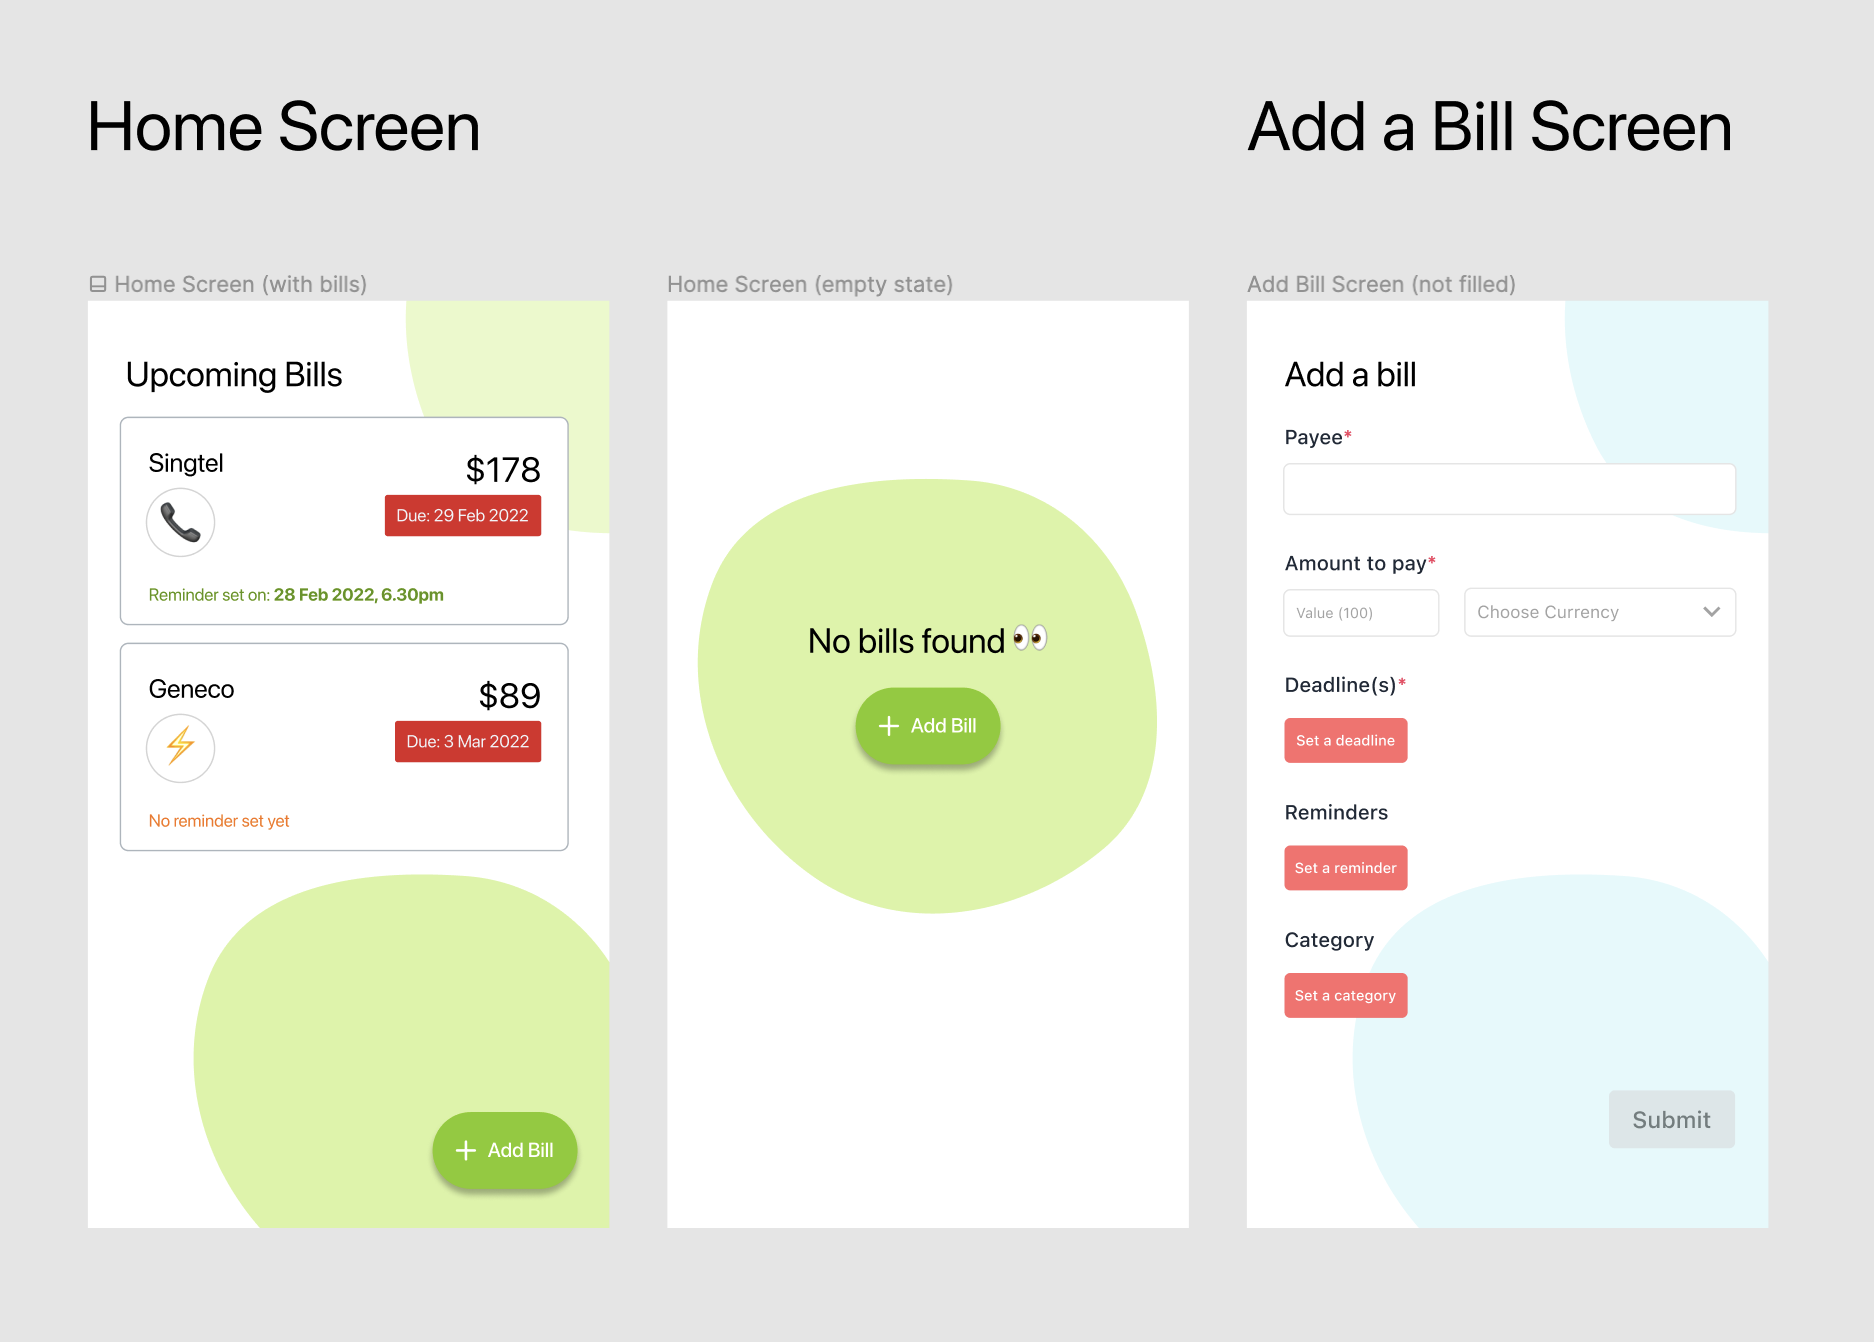 Home Screen
Add a Bill Screen
Home Screen (with bills)
Upcoming Bills
Singtel
$178
Due: 29 Feb 2022
Reminder set on: 28 Feb 2022, 6.30pm
Geneco
$89
Due: 3 Mar 2022
No reminder set yet
+ Add Bill
Home Screen (empty state)
No bills found 👀
+ Add Bill
Add Bill Screen (not filled)
Add a bill
Payee*
Amount to pay*
Value (100)
Choose Currency
Deadline(s)*
Set a deadline
Reminders
Set a reminder
Category
Set a category
Submit